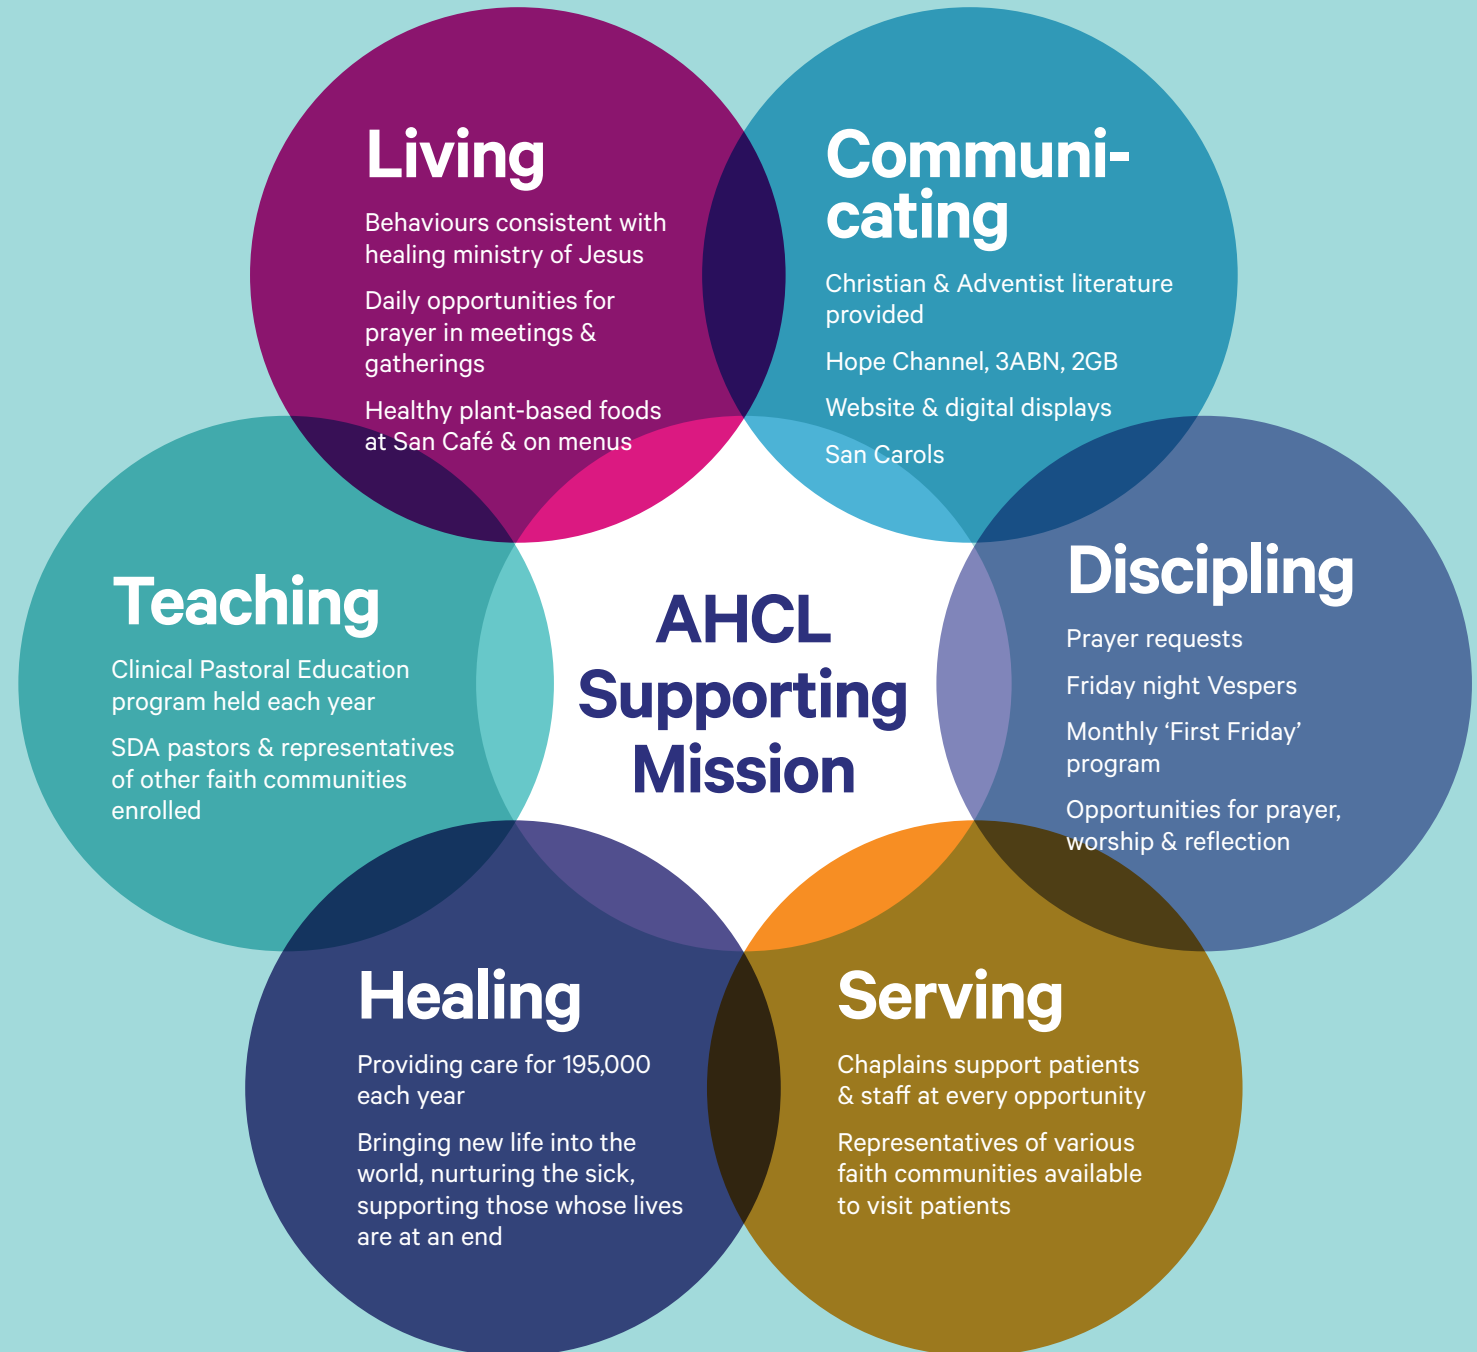 Living
Behaviours consistent with
healing ministry of Jesus
Daily opportunities for
prayer in meetings &
gatherings
Healthy plant-based foods
at San Café & on menus
Communi-
cating
Christian & Adventist literature
provided
Hope Channel, 3ABN, 2GB
Website & digital displays
San Carols
Teaching
Clinical Pastoral Education
program held each year
SDA pastors & representatives
of other faith communities
enrolled
AHCL
Supporting
Mission
Discipling
Prayer requests
Friday night Vespers
Monthly ‘First Friday’
program
Opportunities for prayer,
worship & reflection
Healing
Providing care for 195,000
each year
Bringing new life into the
world, nurturing the sick,
supporting those whose lives
are at an end
Serving
Chaplains support patients
& staff at every opportunity
Representatives of various
faith communities available
to visit patients